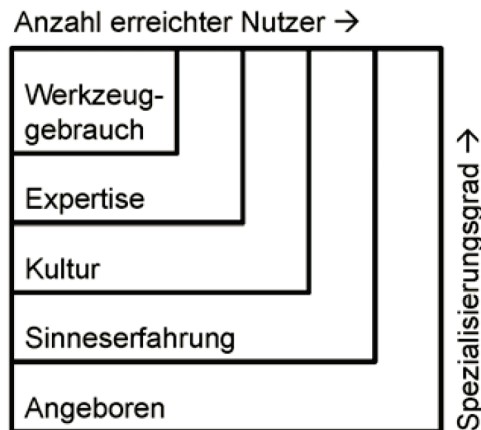 Anzahl erreichter Nutzer →
Werkzeug-
gebrauch
Expertise
Kultur
Sinneserfahrung
Angeboren
Spezialisierungsgrad →